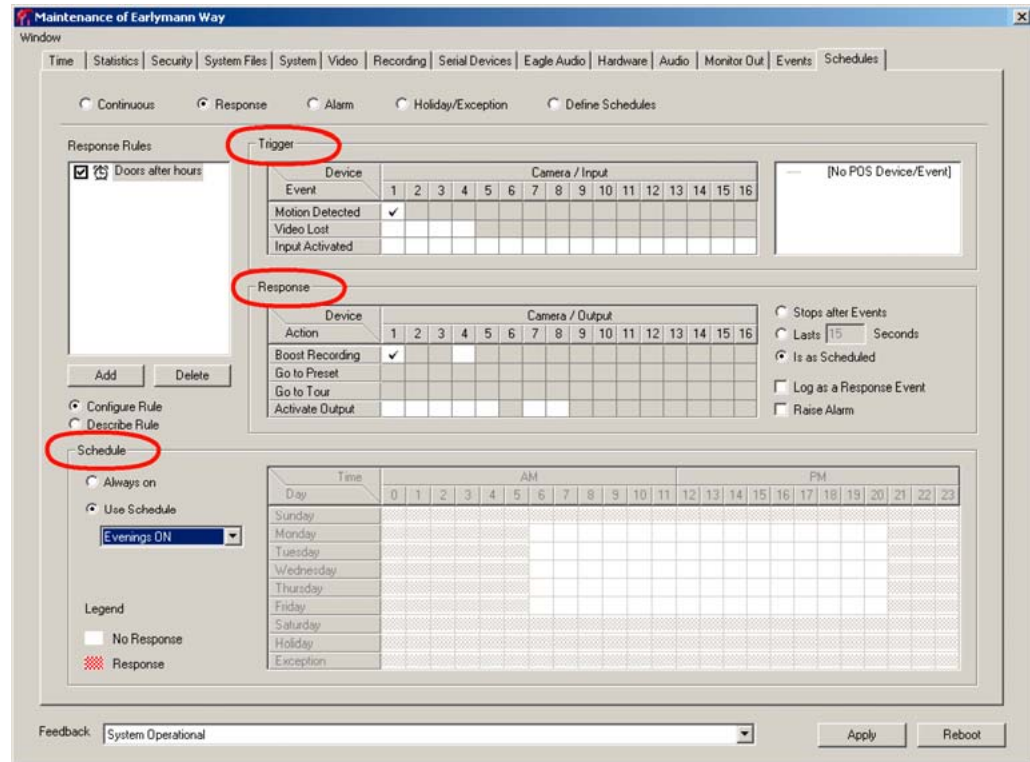 Maintenance of Earlymann Way
Window
Time Statistics Security System Files System Video Recording Serial Devices Eagle Audio Hardware Audio Monitor Out Events Schedules
Continuous Response Alarm Holiday/Exception Define Schedules
Response Rules
Doors after hours
Add Delete
Configure Rule
Describe Rule
Trigger
Device Camera / Input
Event 1 2 3 4 5 6 7 8 9 10 11 12 13 14 15 16
Motion Detected
Video Lost
Input Activated
[No POS Device/Event]
Response
Device Camera / Output
Action 1 2 3 4 5 6 7 8 9 10 11 12 13 14 15 16
Boost Recording
Go to Preset
Go to Tour
Activate Output
Stops after Events
Lasts 15 Seconds
Is as Scheduled
Log as a Response Event
Raise Alarm
Schedule
Always on
Use Schedule
Evenings ON
Legend
No Response
Response
Time AM PM
Day 0 1 2 3 4 5 6 7 8 9 10 11 12 13 14 15 16 17 18 19 20 21 22 23
Sunday
Monday
Tuesday
Wednesday
Thursday
Friday
Saturday
Holiday
Exception
Feedback System Operational Apply Reboot